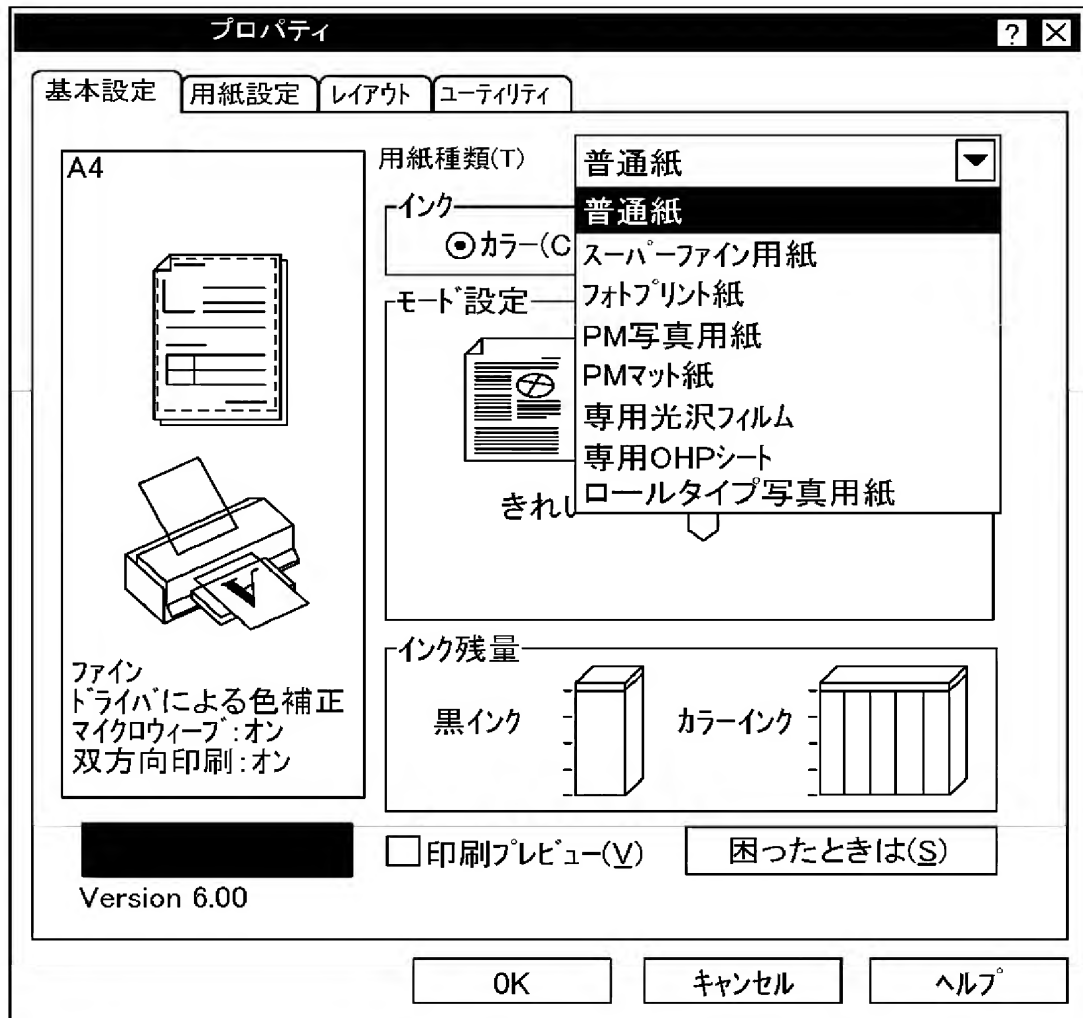 プロパティ
? ×
基本設定 用紙設定 レイアウト ユーティリティ
A4
用紙種類(T) 普通紙
普通紙
スーパーファイン用紙
フォトプリント紙
PM写真用紙
PMマット紙
専用光沢フィルム
専用OHPシート
ロールタイプ写真用紙
インク
カラー(C
モード設定
きれい
ファイン
ドライバによる色補正
マイクロウィーブ:オン
双方向印刷:オン
インク残量
黒インク カラーインク
印刷プレビュー(V) 困ったときは(S)
Version 6.00
OK キャンセル ヘルプ